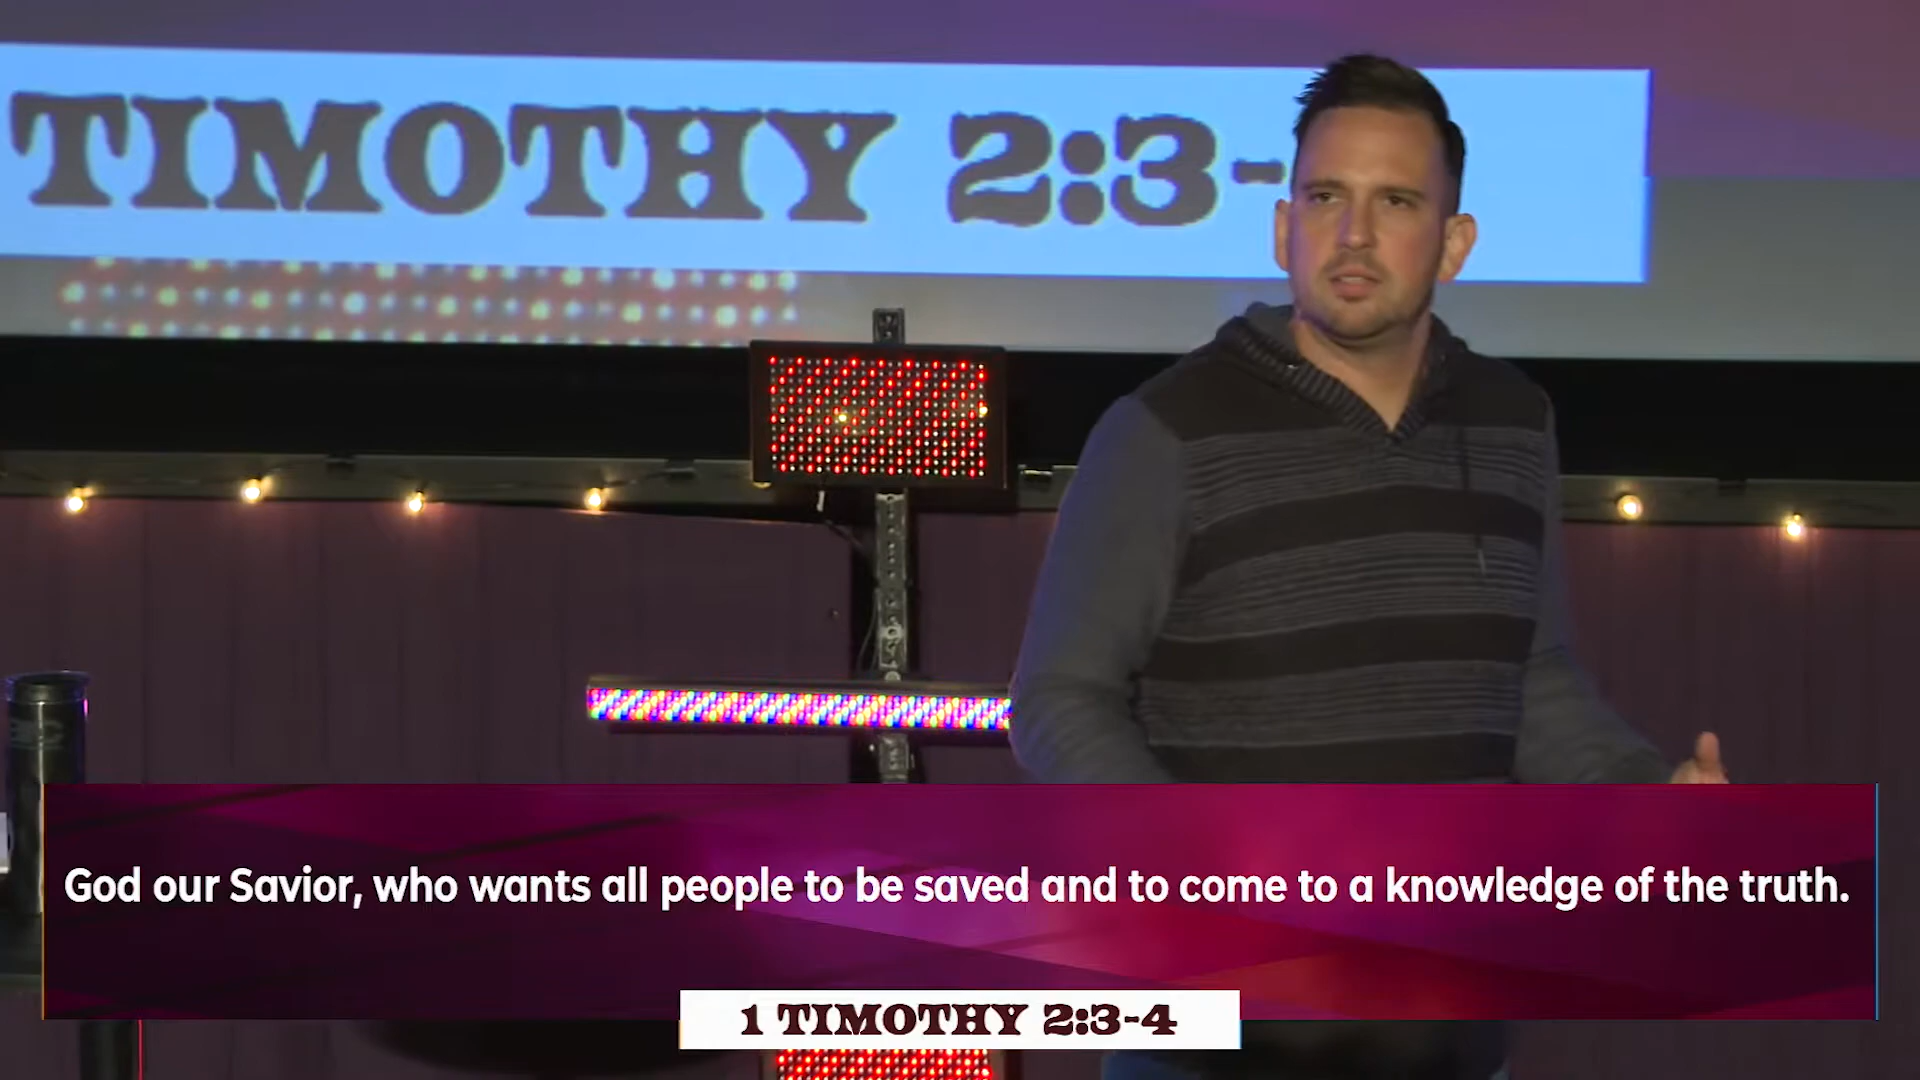 TIMOTHY 2:3-
God our Savior, who wants all people to be saved and to come to a knowledge of the truth.
1 TIMOTHY 2:3-4